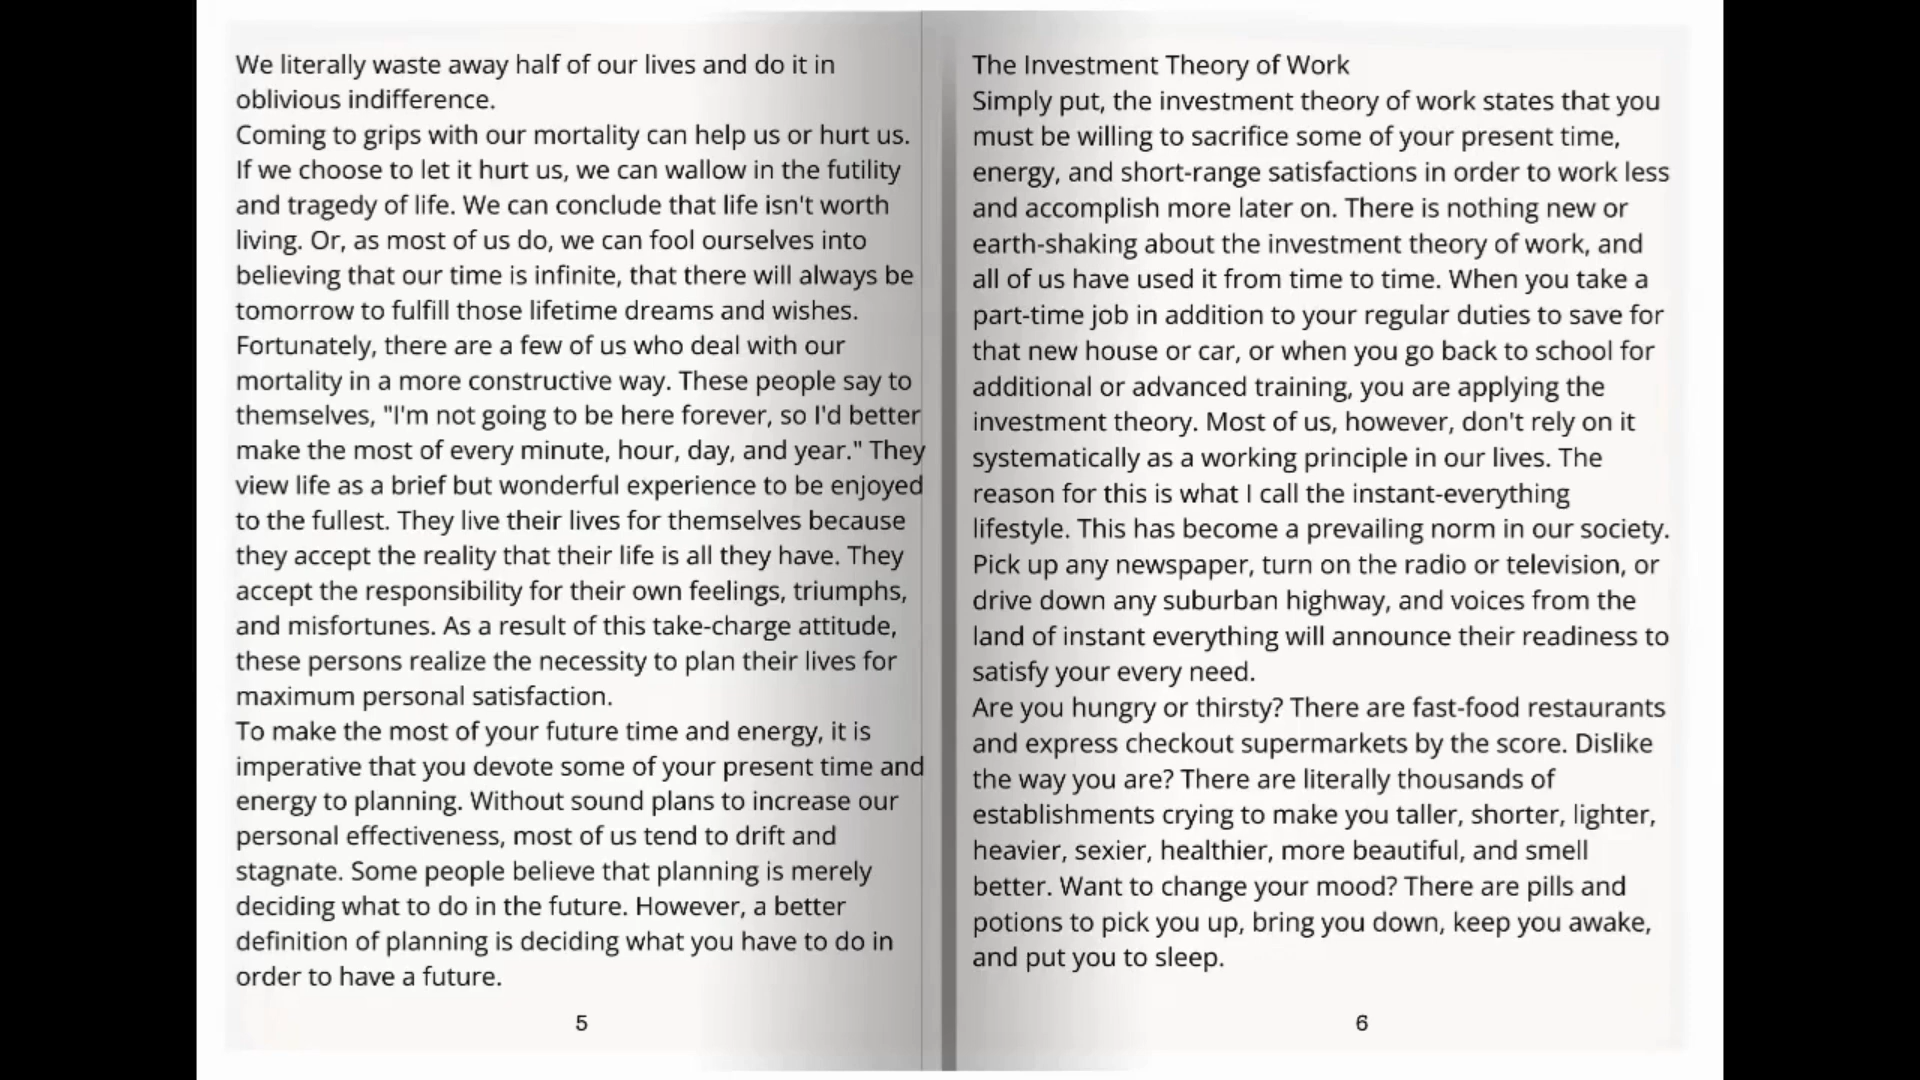 We literally waste away half of our lives and do it in
oblivious indifference.
Coming to grips with our mortality can help us or hurt us.
If we choose to let it hurt us, we can wallow in the futility
and tragedy of life. We can conclude that life isn't worth
living. Or, as most of us do, we can fool ourselves into
believing that our time is infinite, that there will always be
tomorrow to fulfill those lifetime dreams and wishes.
Fortunately, there are a few of us who deal with our
mortality in a more constructive way. These people say to
themselves, "I'm not going to be here forever, so I'd better
make the most of every minute, hour, day, and year." They
view life as a brief but wonderful experience to be enjoyed
to the fullest. They live their lives for themselves because
they accept the reality that their life is all they have. They
accept the responsibility for their own feelings, triumphs,
and misfortunes. As a result of this take-charge attitude,
these persons realize the necessity to plan their lives for
maximum personal satisfaction.
To make the most of your future time and energy, it is
imperative that you devote some of your present time and
energy to planning. Without sound plans to increase our
personal effectiveness, most of us tend to drift and
stagnate. Some people believe that planning is merely
deciding what to do in the future. However, a better
definition of planning is deciding what you have to do in
order to have a future.
5
The Investment Theory of Work
Simply put, the investment theory of work states that you
must be willing to sacrifice some of your present time,
energy, and short-range satisfactions in order to work less
and accomplish more later on. There is nothing new or
earth-shaking about the investment theory of work, and
all of us have used it from time to time. When you take a
part-time job in addition to your regular duties to save for
that new house or car, or when you go back to school for
additional or advanced training, you are applying the
investment theory. Most of us, however, don't rely on it
systematically as a working principle in our lives. The
reason for this is what I call the instant-everything
lifestyle. This has become a prevailing norm in our society.
Pick up any newspaper, turn on the radio or television, or
drive down any suburban highway, and voices from the
land of instant everything will announce their readiness to
satisfy your every need.
Are you hungry or thirsty? There are fast-food restaurants
and express checkout supermarkets by the score. Dislike
the way you are? There are literally thousands of
establishments crying to make you taller, shorter, lighter,
heavier, sexier, healthier, more beautiful, and smell
better. Want to change your mood? There are pills and
potions to pick you up, bring you down, keep you awake,
and put you to sleep.
6